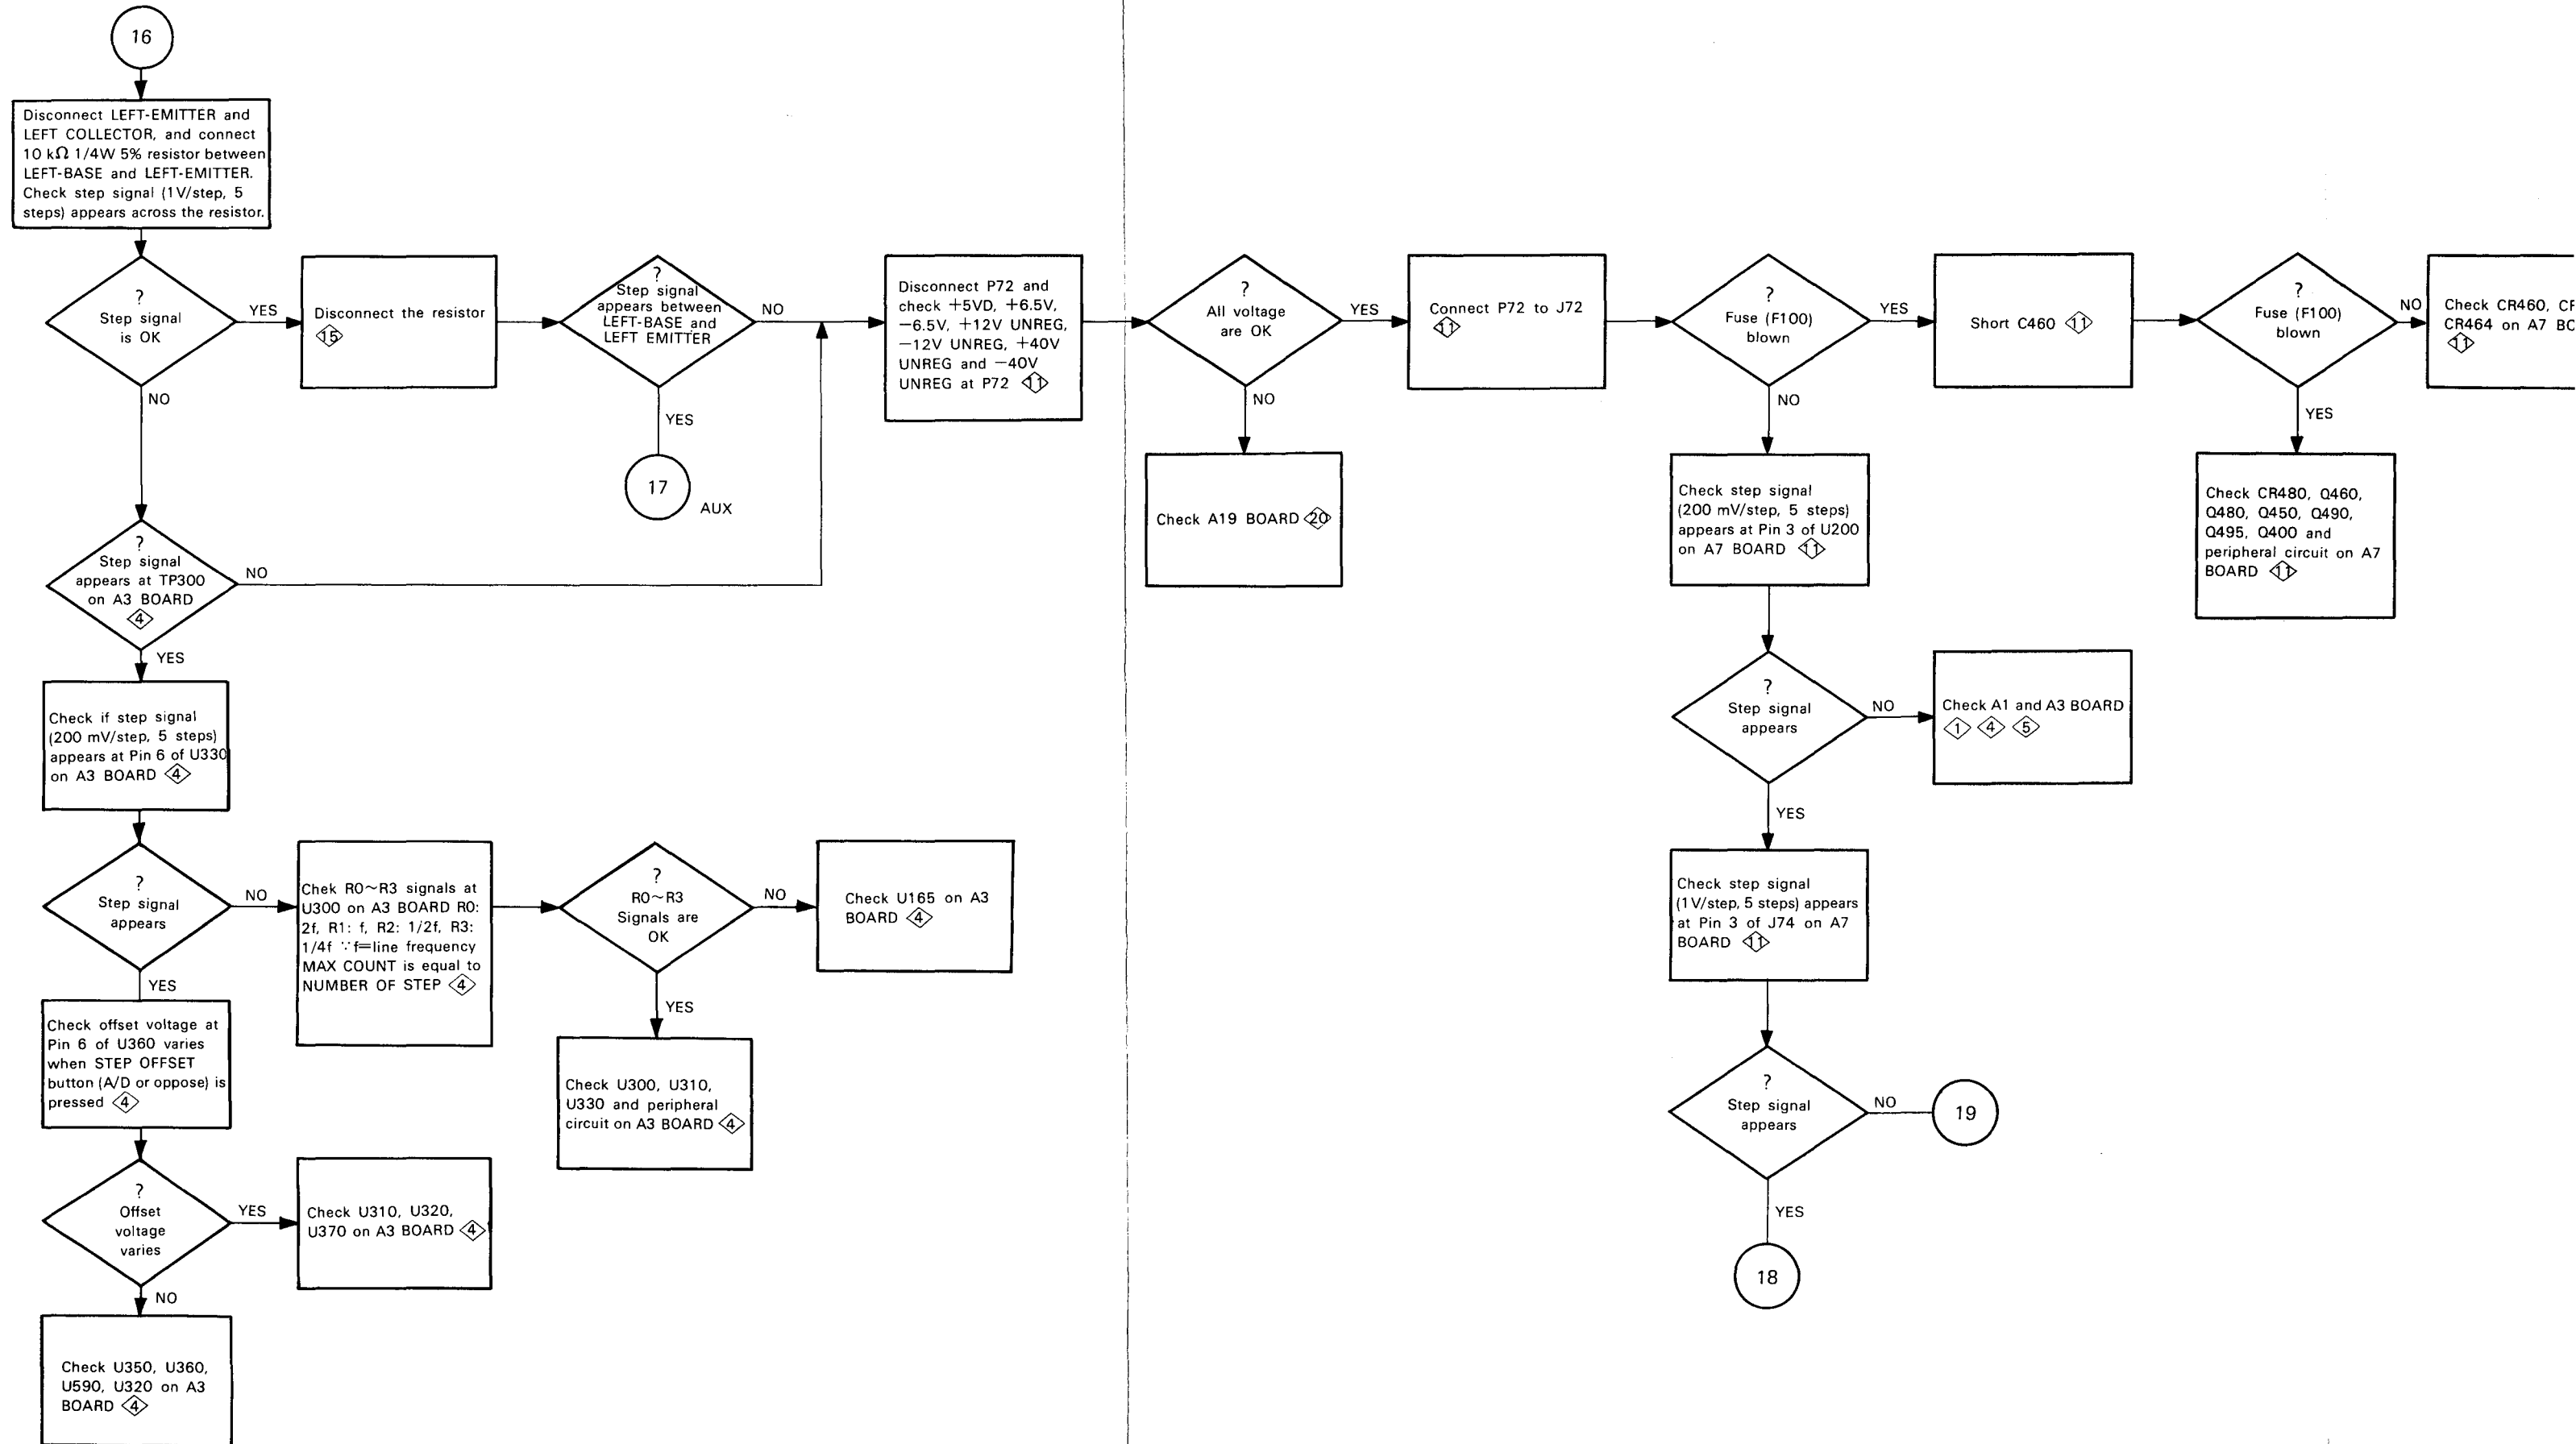 16
Disconnect LEFT-EMITTER and
LEFT COLLECTOR, and connect
10 kΩ 1/4W 5% resistor between
LEFT-BASE and LEFT-EMITTER.
Check step signal (1V/step, 5
steps) appears across the resistor.
?
Step signal
is OK
YES
NO
Disconnect the resistor
15
?
Step signal
appears between
LEFT-BASE and
LEFT EMITTER
NO
YES
17
AUX
Disconnect P72 and
check +5VD, +6.5V,
−6.5V, +12V UNREG,
−12V UNREG, +40V
UNREG and −40V
UNREG at P72 11
?
All voltage
are OK
YES
NO
Check A19 BOARD 20
Connect P72 to J72
11
?
Fuse (F100)
blown
YES
NO
Short C460 11
?
Fuse (F100)
blown
NO
YES
Check CR460,
CR464 on A7
11
Check CR480, Q460,
Q480, Q450, Q490,
Q495, Q400 and
peripheral circuit on A7
BOARD 11
Check step signal
(200 mV/step, 5 steps)
appears at Pin 3 of U200
on A7 BOARD 11
?
Step signal
appears
NO
YES
Check A1 and A3 BOARD
1 4 5
Check step signal
(1V/step, 5 steps) appears
at Pin 3 of J74 on A7
BOARD 11
?
Step signal
appears
NO
19
YES
18
?
Step signal
appears at TP300
on A3 BOARD
4
NO
YES
Check if step signal
(200 mV/step, 5 steps)
appears at Pin 6 of U330
on A3 BOARD 4
?
Step signal
appears
NO
YES
Chek R0~R3 signals at
U300 on A3 BOARD R0:
2f, R1: f, R2: 1/2f, R3:
1/4f ∵f=line frequency
MAX COUNT is equal to
NUMBER OF STEP 4
?
R0~R3
Signals are
OK
NO
YES
Check U165 on A3
BOARD 4
Check U300, U310,
U330 and peripheral
circuit on A3 BOARD 4
Check offset voltage at
Pin 6 of U360 varies
when STEP OFFSET
button (A/D or oppose) is
pressed 4
?
Offset
voltage
varies
YES
NO
Check U310, U320,
U370 on A3 BOARD 4
Check U350, U360,
U590, U320 on A3
BOARD 4